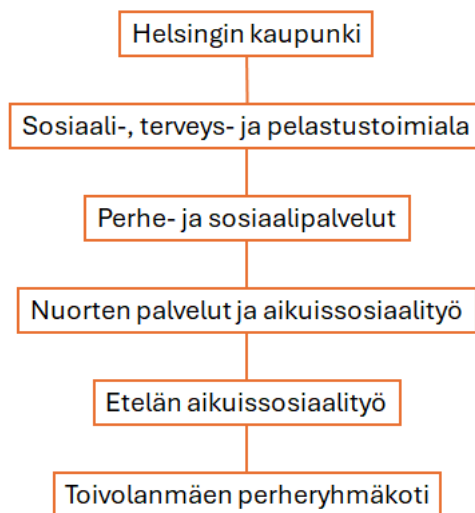 Helsingin kaupunki
Sosiaali-, terveys- ja pelastustoimiala
Perhe- ja sosiaalipalvelut
Nuorten palvelut ja aikuissosiaalityö
Etelän aikuissosiaalityö
Toivolanmäen perheryhmäkoti